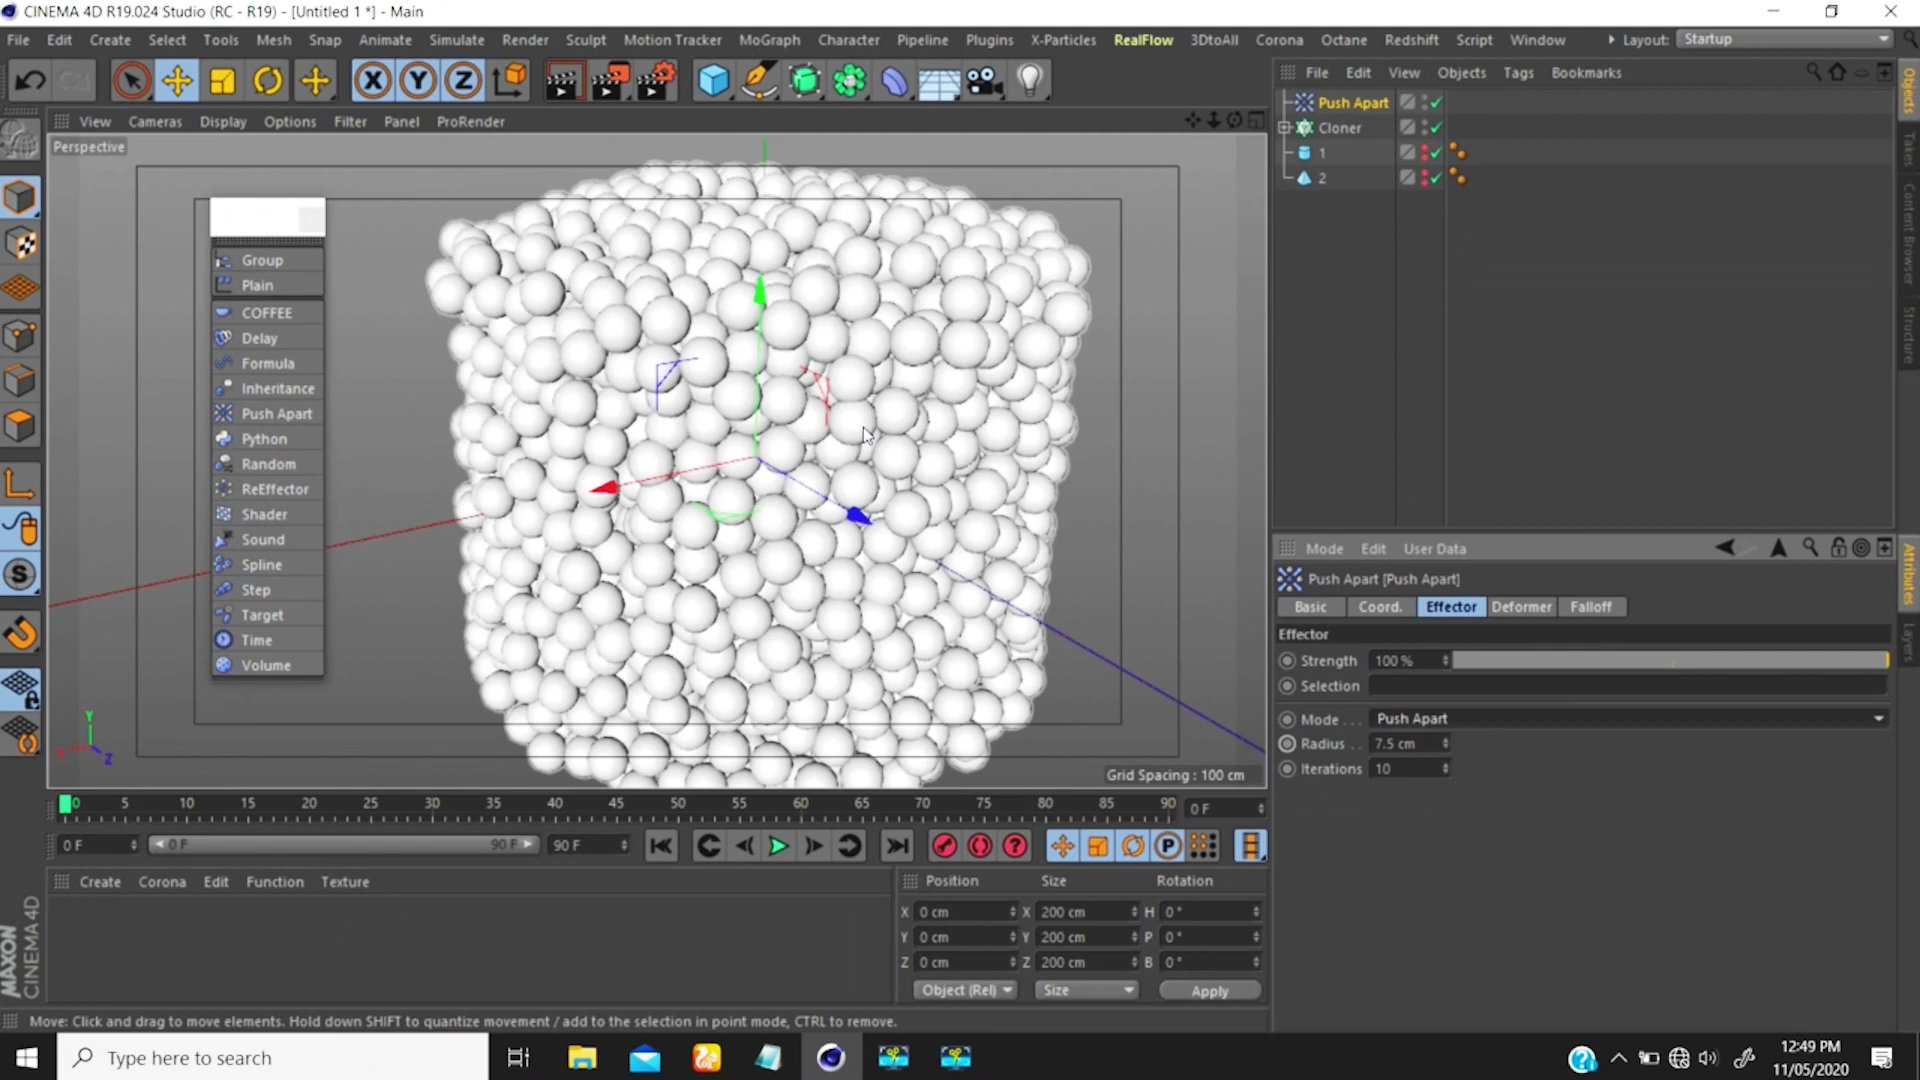 CINEMA 4D R19.024 Studio (RC - R19) - [Untitled 1 *] - Main
File Edit Create Select Tools Mesh Snap Animate Simulate Render Sculpt Motion Tracker MoGraph Character Pipeline Plugins X-Particles RealFlow 3DtoAll Corona Octane Redshift Script Window Layout: Startup
X Y Z
File Edit View Objects Tags Bookmarks
View Cameras Display Options Filter Panel ProRender
Perspective
Push Apart
Cloner
1
2
Objects
Takes
Content Browser
Structure
Group
Plain
COFFEE
Delay
Formula
Inheritance
Push Apart
Python
Random
ReEffector
Shader
Sound
Spline
Step
Target
Time
Volume
S
Y
X
Z
Grid Spacing : 100 cm
Mode Edit User Data
Push Apart [Push Apart]
Basic Coord. Effector Deformer Falloff
Effector
Strength 100 %
Selection
Mode . . . Push Apart
Radius . . 7.5 cm
Iterations 10
Attributes
Layers
0 5 10 15 20 25 30 35 40 45 50 55 60 65 70 75 80 85 90 0 F
0 F 0 F 90 F 90 F
? P
Create Corona Edit Function Texture
Position Size Rotation
X 0 cm X 200 cm H 0 °
Y 0 cm Y 200 cm P 0 °
Z 0 cm Z 200 cm B 0 °
Object (Rel) Size Apply
MAXON
CINEMA 4D
Move: Click and drag to move elements. Hold down SHIFT to quantize movement / add to the selection in point mode, CTRL to remove.
Type here to search
?
12:49 PM
11/05/2020